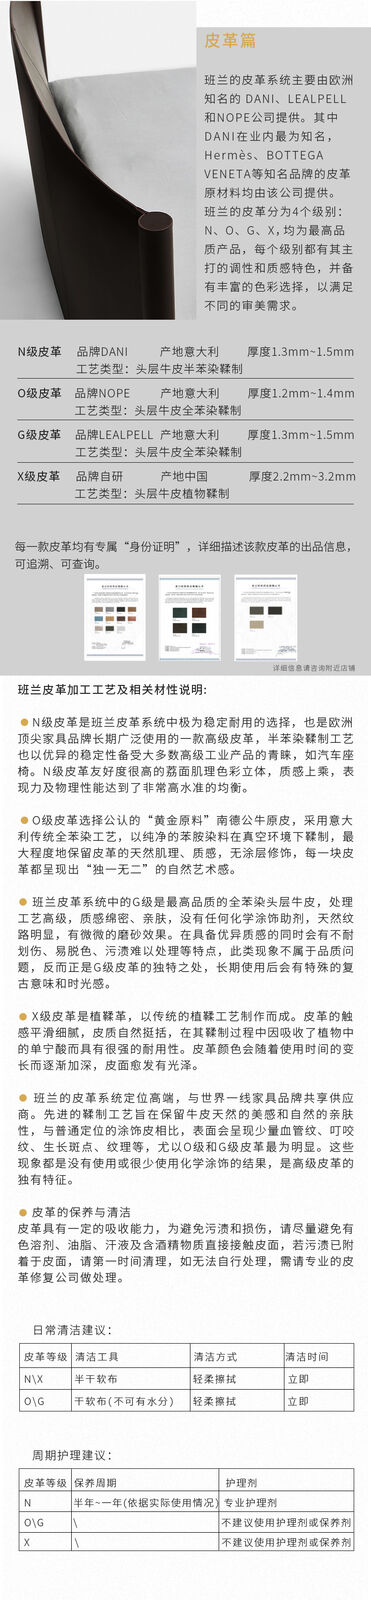 皮革篇
班兰的皮革系统主要由欧洲
知名的 DANI、LEALPELL
和NOPE公司提供。其中
DANI在业内最为知名，
Hermès、BOTTEGA
VENETA等知名品牌的皮革
原材料均由该公司提供。
班兰的皮革分为4个级别：
N、O、G、X，均为最高品
质产品，每个级别都有其主
打的调性和质感特色，并备
有丰富的色彩选择，以满足
不同的审美需求。
N级皮革 品牌DANI 产地意大利 厚度1.3mm~1.5mm
工艺类型：头层牛皮半苯染鞣制
O级皮革 品牌NOPE 产地意大利 厚度1.2mm~1.4mm
工艺类型：头层牛皮全苯染鞣制
G级皮革 品牌LEALPELL 产地意大利 厚度1.3mm~1.5mm
工艺类型：头层牛皮全苯染鞣制
X级皮革 品牌自研 产地中国 厚度2.2mm~3.2mm
工艺类型：头层牛皮植物鞣制
每一款皮革均有专属“身份证明”，详细描述该款皮革的出品信息，
可追溯、可查询。
详细信息请咨询附近店铺
班兰皮革加工工艺及相关材性说明：
●N级皮革是班兰皮革系统中极为稳定耐用的选择，也是欧洲
顶尖家具品牌长期广泛使用的一款高级皮革，半苯染鞣制工艺
也以优异的稳定性备受大多数高级工业产品的青睐，如汽车座
椅。N级皮革友好度很高的荔面肌理色彩立体，质感上乘，表
现力及物理性能达到了非常高水准的均衡。
●O级皮革选择公认的“黄金原料”南德公牛原皮，采用意大
利传统全苯染工艺，以纯净的苯胺染料在真空环境下鞣制，最
大程度地保留皮革的天然肌理、质感，无涂层修饰，每一块皮
革都呈现出“独一无二”的自然艺术感。
● 班兰皮革系统中的G级是最高品质的全苯染头层牛皮，处理
工艺高级，质感绵密、亲肤，没有任何化学涂饰助剂，天然纹
路明显，有微微的磨砂效果。在具备优异质感的同时会有不耐
划伤、易脱色、污渍难以处理等特点，此类现象不属于品质问
题，反而正是G级皮革的独特之处，长期使用后会有特殊的复
古意味和时光感。
●X级皮革是植鞣革，以传统的植鞣工艺制作而成。皮革的触
感平滑细腻，皮质自然挺括，在其鞣制过程中因吸收了植物中
的单宁酸而具有很强的耐用性。皮革颜色会随着使用时间的变
长而逐渐加深，皮面愈发有光泽。
● 班兰的皮革系统定位高端，与世界一线家具品牌共享供应
商。先进的鞣制工艺旨在保留牛皮天然的美感和自然的亲肤
性，与普通定位的涂饰皮相比，表面会呈现少量血管纹、叮咬
纹、生长斑点、纹理等，尤以O级和G级皮革最为明显。这些
现象都是没有使用或很少使用化学涂饰的结果，是高级皮革的
独有特征。
● 皮革的保养与清洁
皮革具有一定的吸收能力，为避免污渍和损伤，请尽量避免有
色溶剂、油脂、汗液及含酒精物质直接接触皮面，若污渍已附
着于皮面，请第一时间清理，如无法自行处理，需请专业的皮
革修复公司做处理。
日常清洁建议：
皮革等级 清洁工具 清洁方式 清洁时间
N\X 半干软布 轻柔擦拭 立即
O\G 干软布(不可有水分) 轻柔擦拭 立即
周期护理建议：
皮革等级 保养周期 护理剂
N 半年~一年(依据实际使用情况) 专业护理剂
O\G \ 不建议使用护理剂或保养剂
X \ 不建议使用护理剂或保养剂